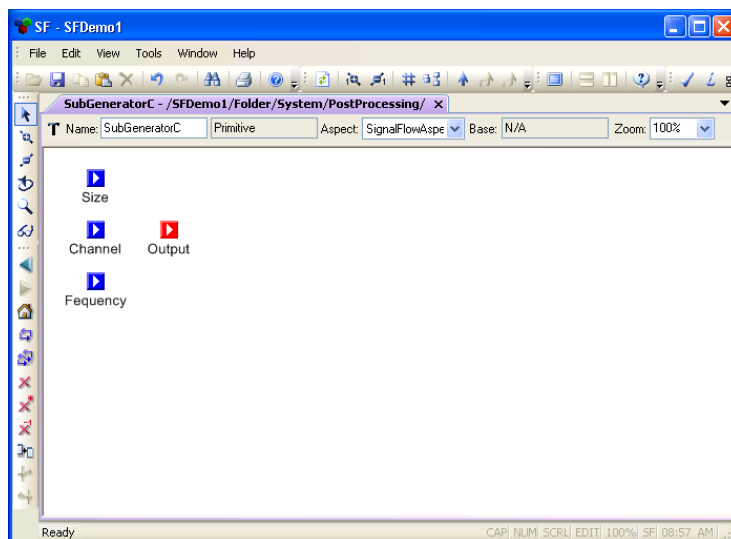 SF - SFDemo1
File Edit View Tools Window Help
SubGeneratorC - /SFDemo1/Folder/System/PostProcessing/ X
T Name: SubGeneratorC Primitive Aspect: SignalFlowAspe Base: N/A Zoom: 100%
Size
Channel Output
Fequency
Ready CAP NUM SCRL EDIT 100% SF 08:57 AM